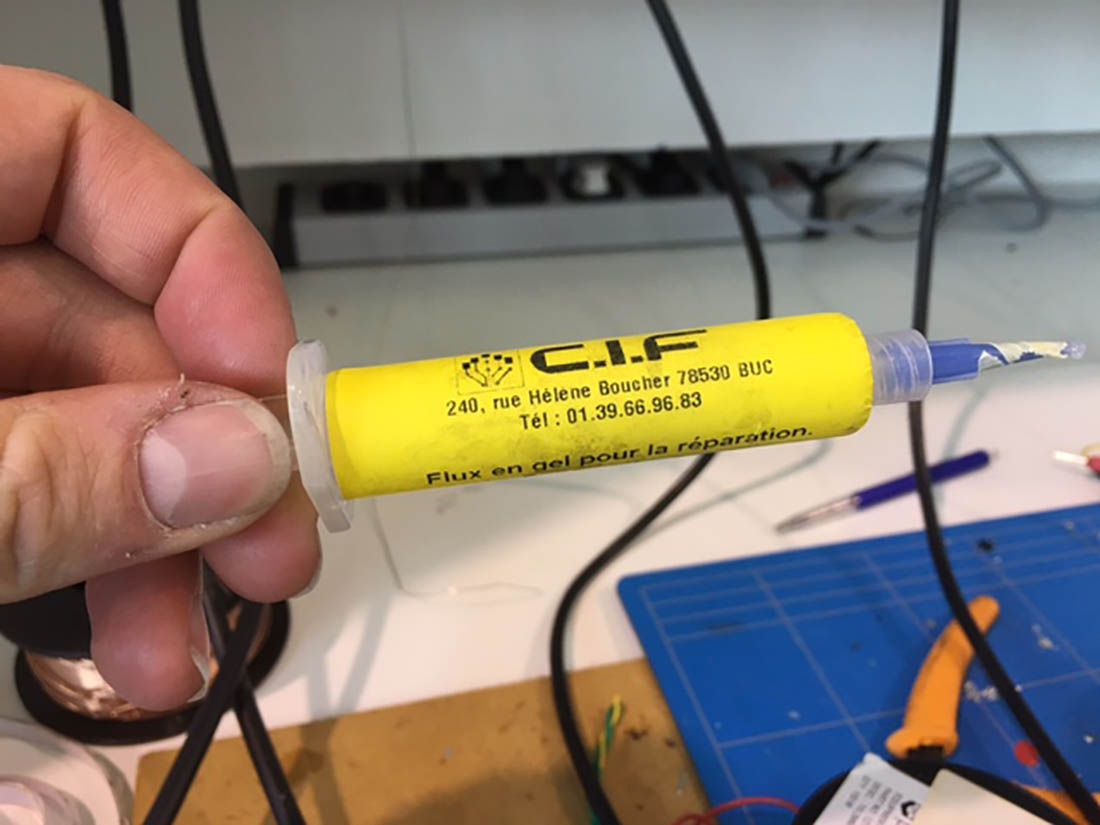 C.I.F
240, rue Hélène Boucher 78530 BUC
Tél : 01.39.66.96.83
Flux en gel pour la réparation.